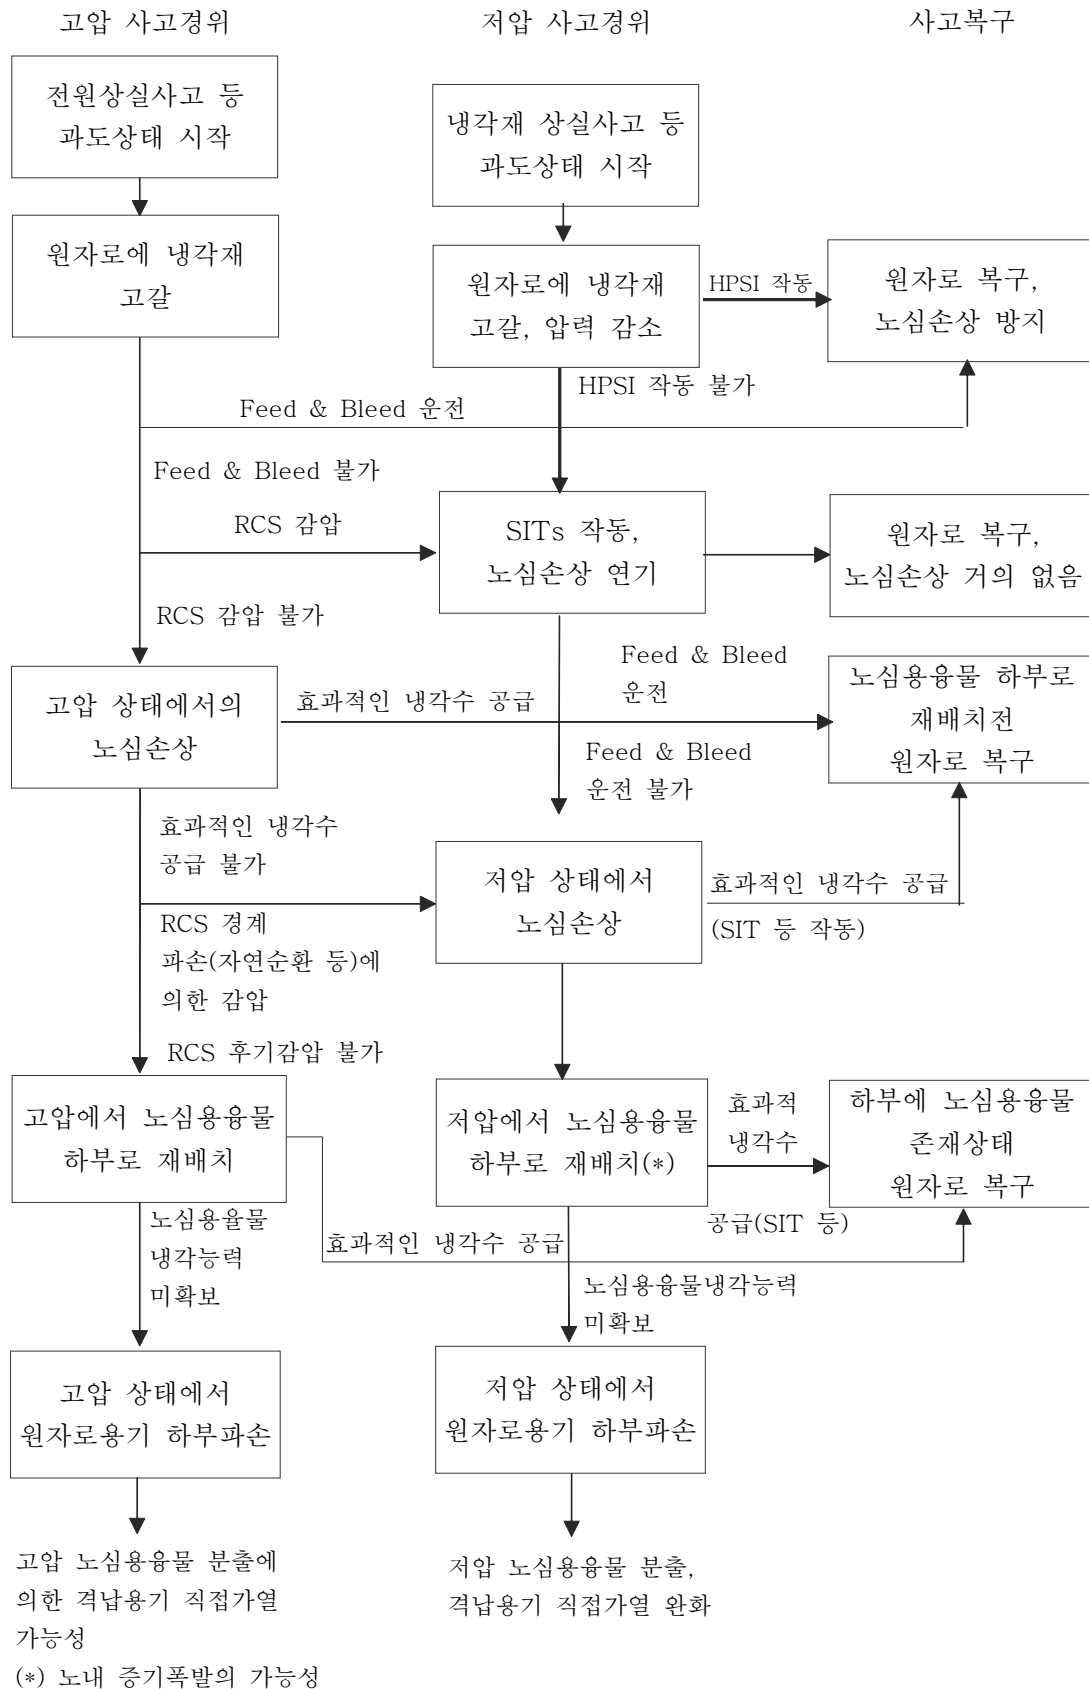 고압 사고경위
저압 사고경위
사고복구
전원상실사고 등
과도상태 시작
냉각재 상실사고 등
과도상태 시작
원자로에 냉각재
고갈
원자로에 냉각재
고갈, 압력 감소
HPSI 작동
원자로 복구,
노심손상 방지
HPSI 작동 불가
Feed & Bleed 운전
Feed & Bleed 불가
RCS 감압
SITs 작동,
노심손상 연기
원자로 복구,
노심손상 거의 없음
RCS 감압 불가
고압 상태에서의
노심손상
효과적인 냉각수 공급
Feed & Bleed
운전
노심용융물 하부로
재배치전
원자로 복구
Feed & Bleed
운전 불가
효과적인 냉각수
공급 불가
저압 상태에서
노심손상
효과적인 냉각수 공급
(SIT 등 작동)
RCS 경계
파손(자연순환 등)에
의한 감압
RCS 후기감압 불가
고압에서 노심용융물
하부로 재배치
저압에서 노심용융물
하부로 재배치(*)
효과적
냉각수
공급(SIT 등)
하부에 노심용융물
존재상태
원자로 복구
노심용율물
냉각능력
미확보
효과적인 냉각수 공급
노심용융물냉각능력
미확보
고압 상태에서
원자로용기 하부파손
저압 상태에서
원자로용기 하부파손
고압 노심용융물 분출에
의한 격납용기 직접가열
가능성
저압 노심용융물 분출,
격납용기 직접가열 완화
(*) 노내 증기폭발의 가능성